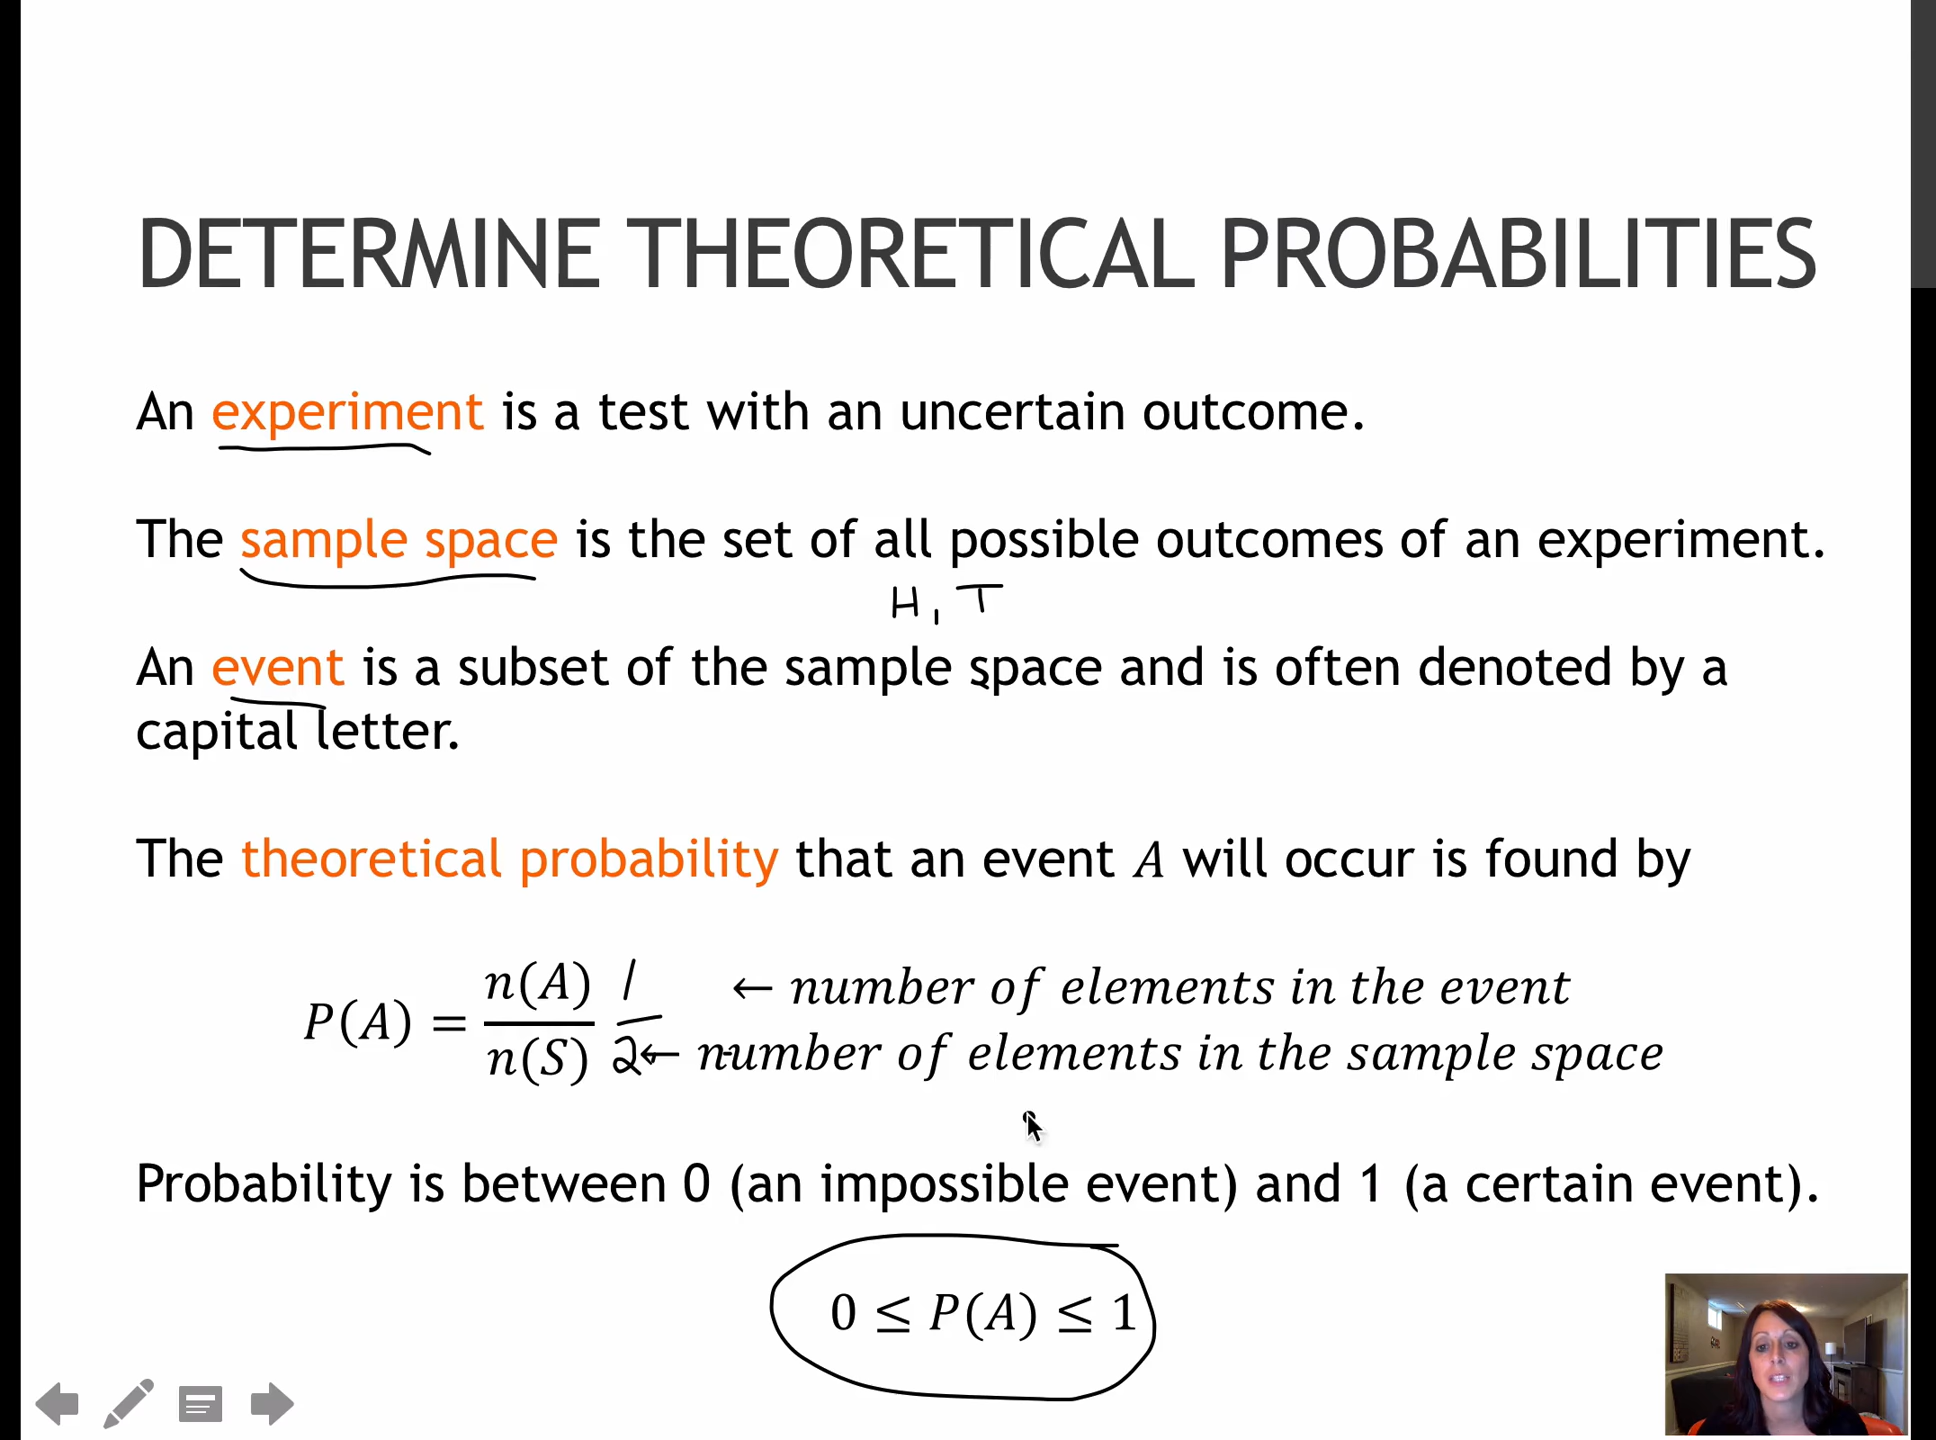 DETERMINE THEORETICAL PROBABILITIES
An experiment is a test with an uncertain outcome.
The sample space is the set of all possible outcomes of an experiment.
H, T
An event is a subset of the sample space and is often denoted by a
capital letter.
The theoretical probability that an event A will occur is found by
P(A) = n(A)/n(S) 1/2
← number of elements in the event
← number of elements in the sample space
Probability is between 0 (an impossible event) and 1 (a certain event).
0 ≤ P(A) ≤ 1